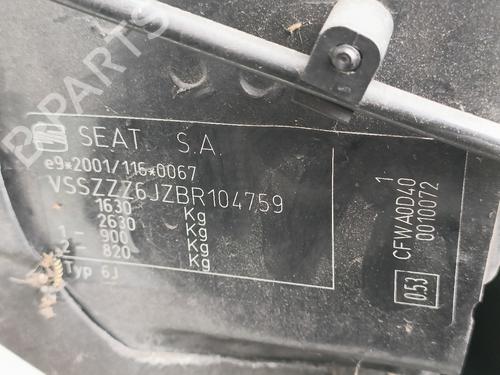 B-PARTS
SEAT S.A.
e9*2001/116*0067
VSSZZZ6JZBR104759
1630 Kg
2630 Kg
1- 900 Kg
2- 820 Kg
Typ 6J
1
CFWA0D40
0010072
0.53